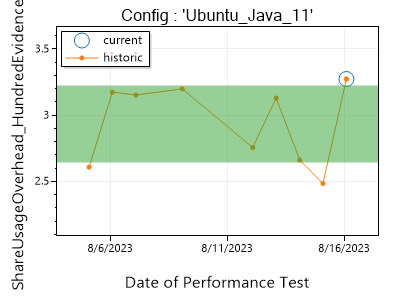 Config : 'Ubuntu_Java_11'
current
historic
ShareUsageOverhead_HundredEvidence
3.5
3
2.5
8/6/2023
8/11/2023
8/16/2023
Date of Performance Test